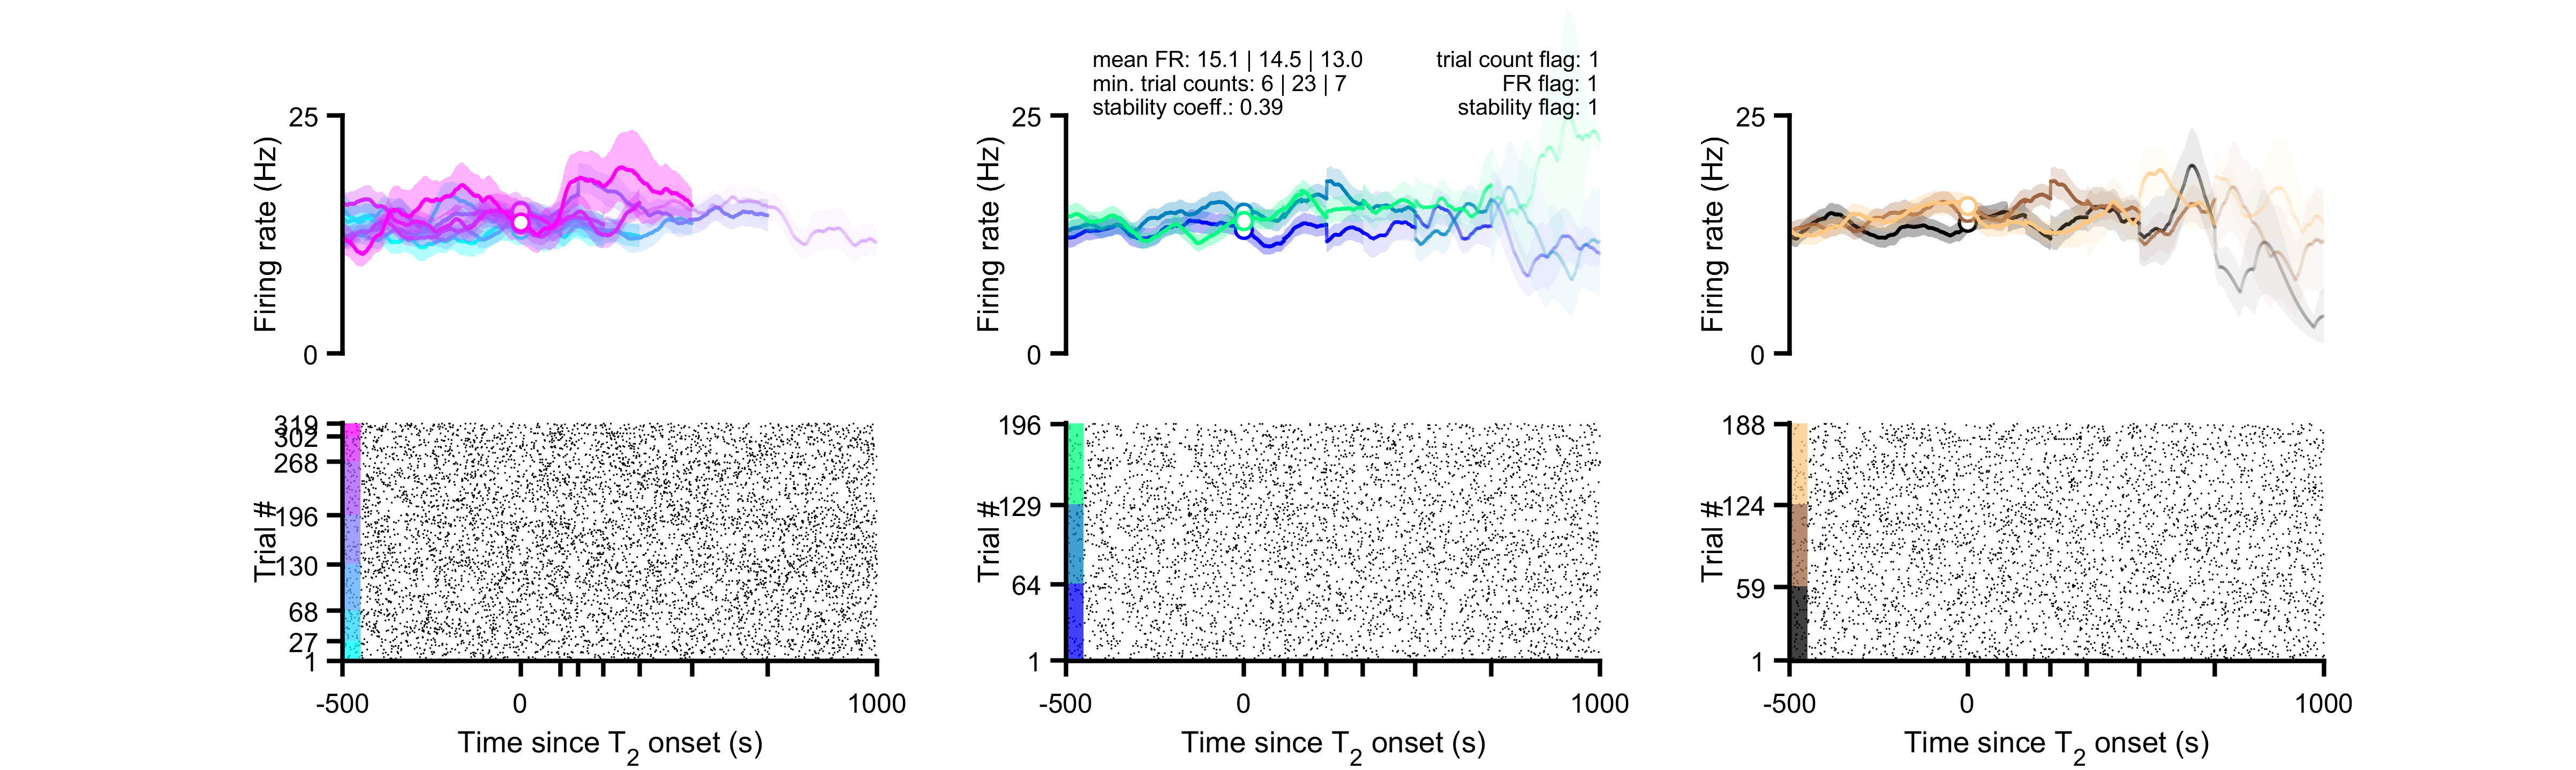 mean FR: 15.1 | 14.5 | 13.0
min. trial counts: 6 | 23 | 7
stability coeff.: 0.39
trial count flag: 1
FR flag: 1
stability flag: 1
25
Firing rate (Hz)
0
25
Firing rate (Hz)
0
25
Firing rate (Hz)
0
319
302
268
196
130
68
27
1
Trial #
-500
0
1000
Time since T2 onset (s)
196
129
64
1
Trial #
-500
0
1000
Time since T2 onset (s)
188
124
59
1
Trial #
-500
0
1000
Time since T2 onset (s)